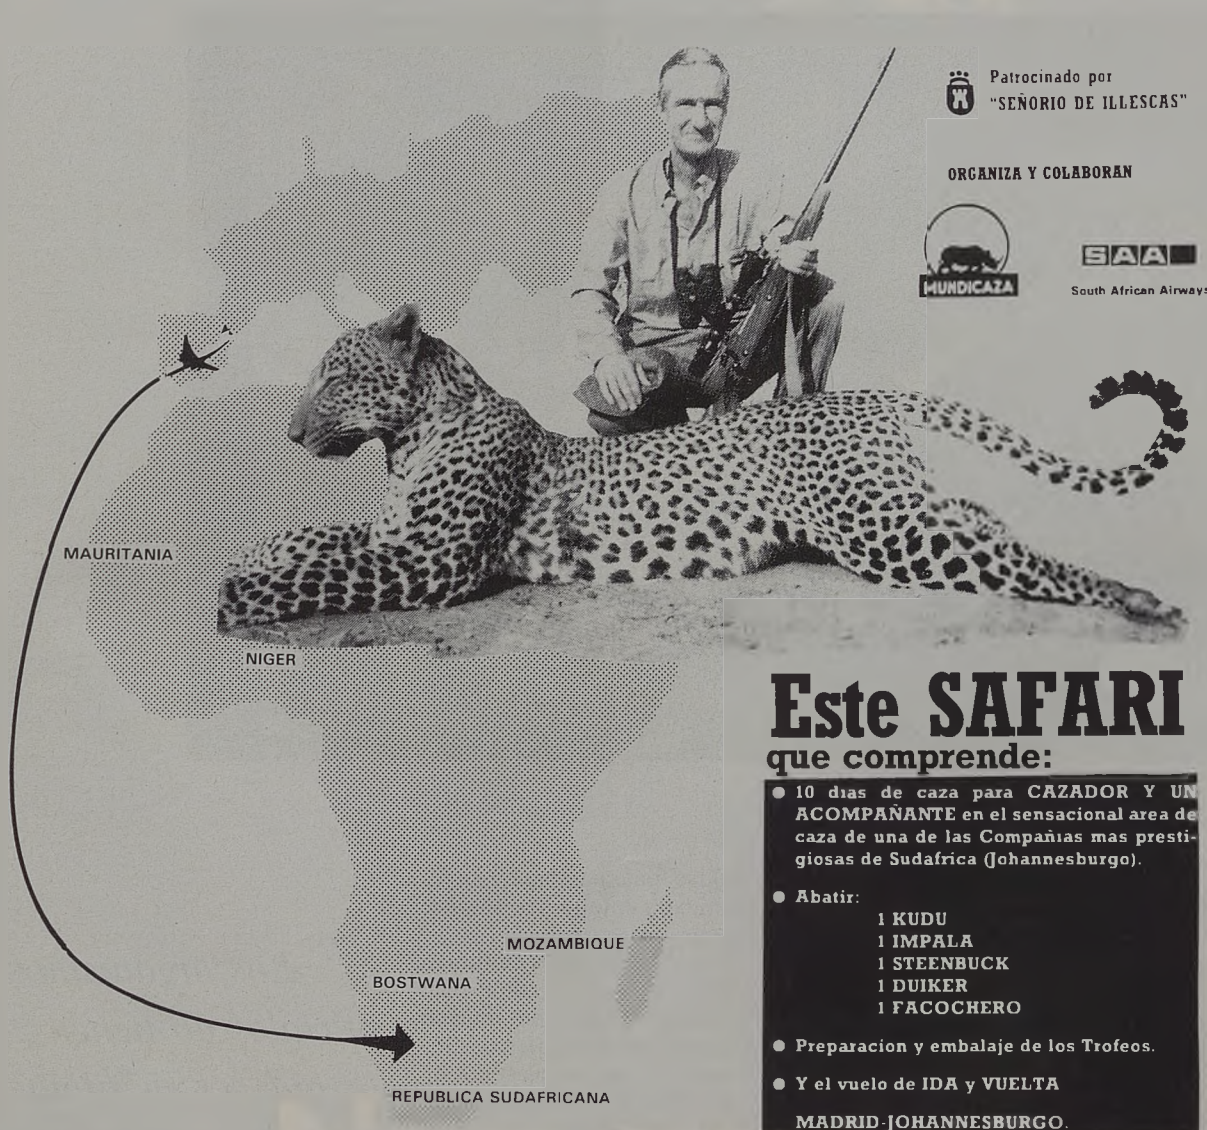 Patrocinado por
"SEÑORIO DE ILLESCAS"
ORGANIZA Y COLABORAN
MUNDICAZA
SAA
South African Airways
MAURITANIA
NIGER
MOZAMBIQUE
BOSTWANA
REPUBLICA SUDAFRICANA
Este SAFARI
que comprende:
● 10 dias de caza para CAZADOR Y UN
ACOMPAÑANTE en el sensacional area de
caza de una de las Compañias mas presti-
giosas de Sudafrica (Johannesburgo).
● Abatir:
1 KUDU
1 IMPALA
1 STEENBUCK
1 DUIKER
1 FACOCHERO
● Preparacion y embalaje de los Trofeos.
● Y el vuelo de IDA y VUELTA
MADRID-JOHANNESBURGO.